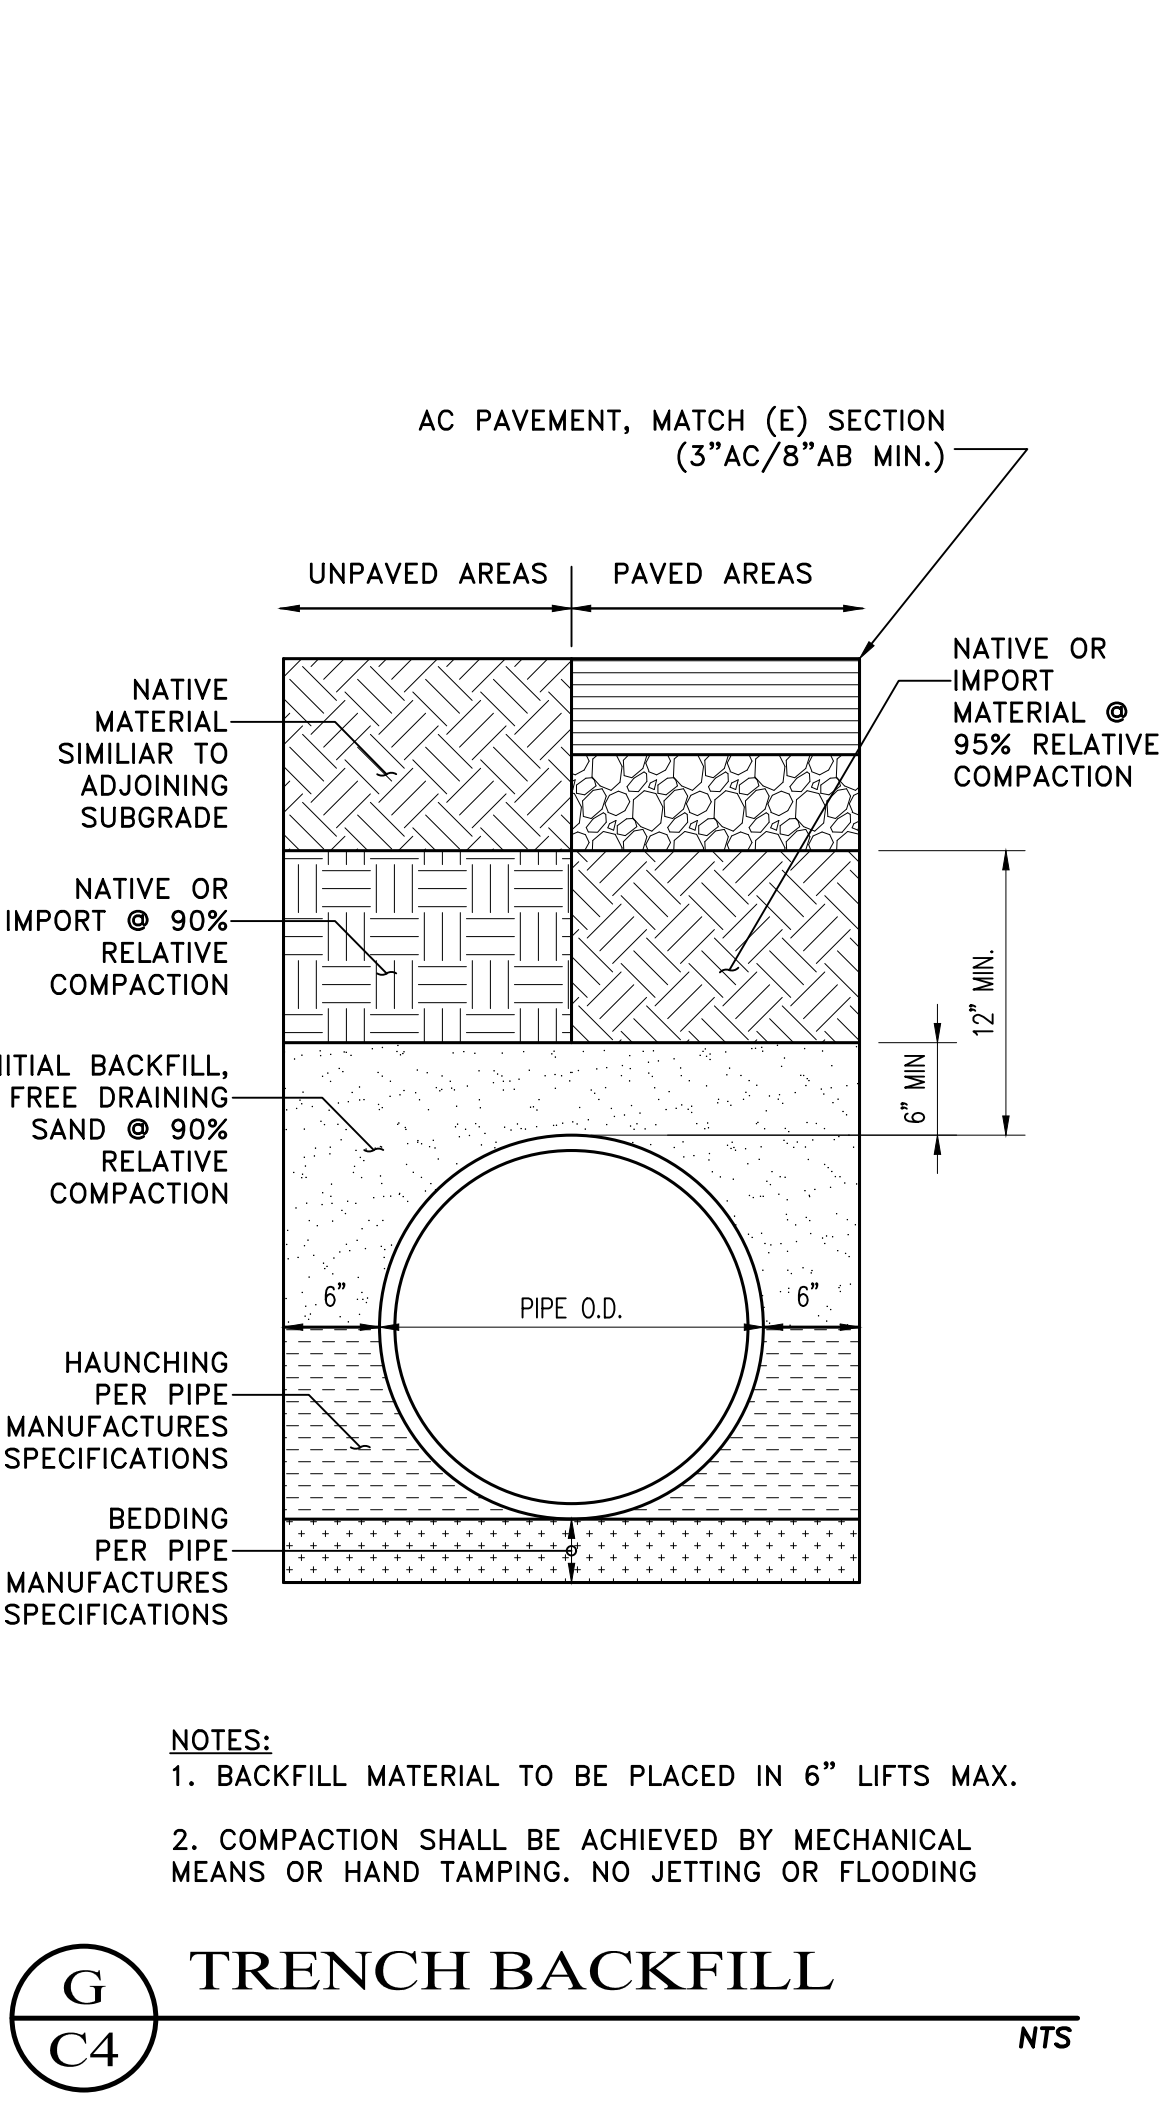 AC PAVEMENT, MATCH (E) SECTION
(3"AC/8"AB MIN.)
UNPAVED AREAS
PAVED AREAS
NATIVE
MATERIAL
SIMILIAR TO
ADJOINING
SUBGRADE
NATIVE OR
IMPORT
MATERIAL @
95% RELATIVE
COMPACTION
NATIVE OR
IMPORT @ 90%
RELATIVE
COMPACTION
12" MIN.
6" MIN
NITIAL BACKFILL,
FREE DRAINING
SAND @ 90%
RELATIVE
COMPACTION
6"
PIPE O.D.
6"
HAUNCHING
PER PIPE
MANUFACTURES
SPECIFICATIONS
BEDDING
PER PIPE
MANUFACTURES
SPECIFICATIONS
NOTES:
1. BACKFILL MATERIAL TO BE PLACED IN 6" LIFTS MAX.
2. COMPACTION SHALL BE ACHIEVED BY MECHANICAL
MEANS OR HAND TAMPING. NO JETTING OR FLOODING
G
C4
TRENCH BACKFILL
NTS